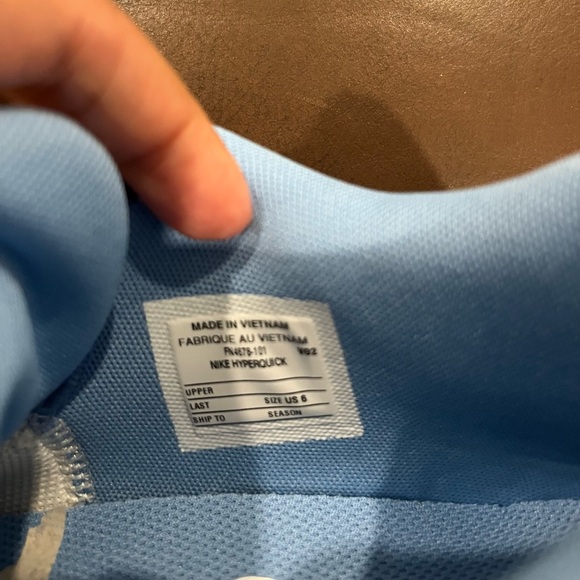 MADE IN VIETNAM
FABRIQUE AU VIETNAM
FN4678-101 V02
NIKE HYPERQUICK
UPPER
LAST SIZE US 6
SHIP TO SEASON